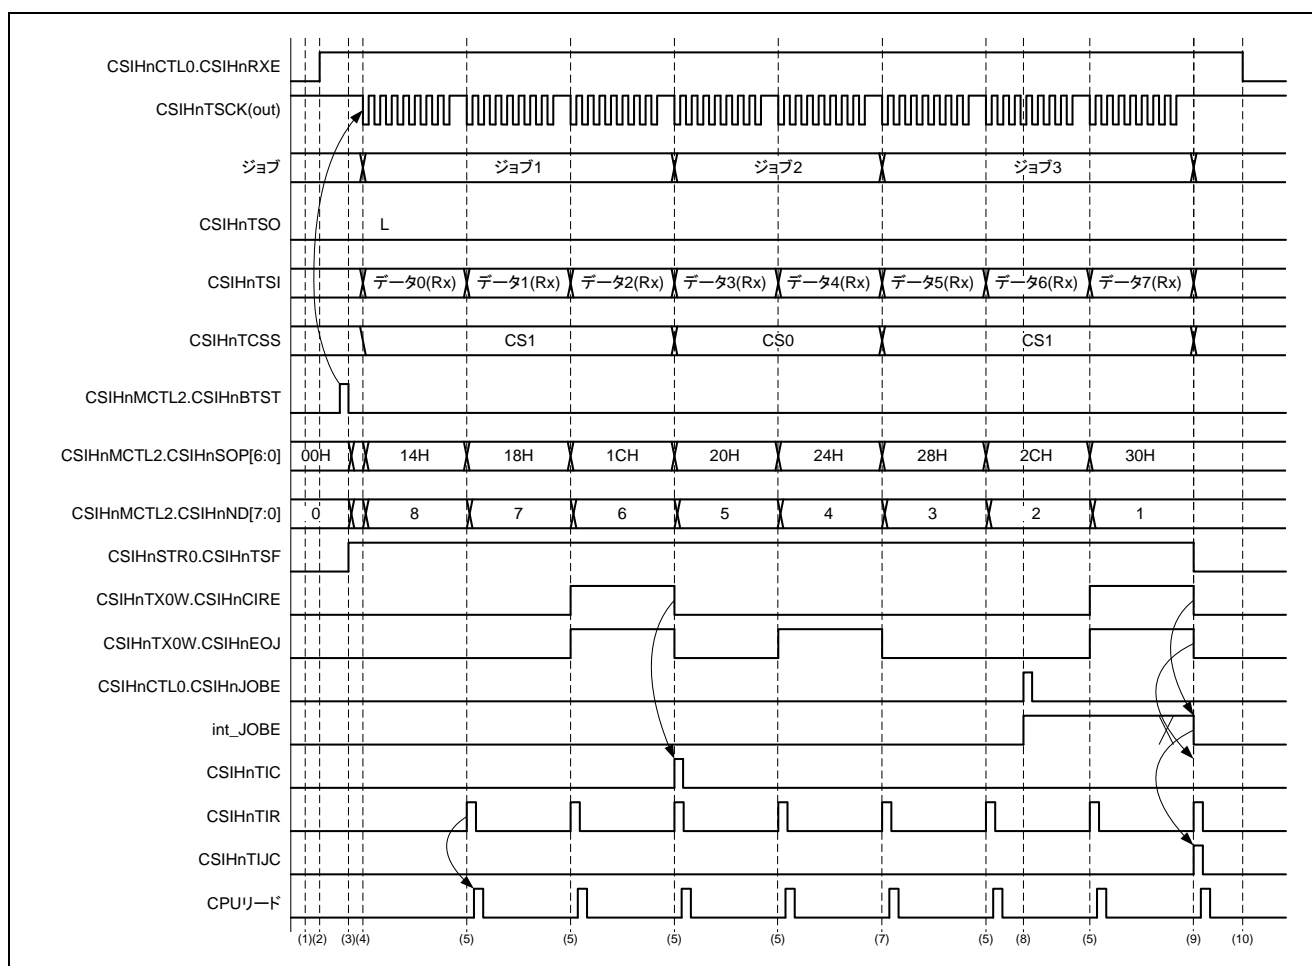 CSIHnCTL0.CSIHnRXE
CSIHnTSCK(out)
ジョブ ジョブ1 ジョブ2 ジョブ3
CSIHnTSO L
CSIHnTSI データ0(Rx) データ1(Rx) データ2(Rx) データ3(Rx) データ4(Rx) データ5(Rx) データ6(Rx) データ7(Rx)
CSIHnTCSS CS1 CS0 CS1
CSIHnMCTL2.CSIHnBTST
CSIHnMCTL2.CSIHnSOP[6:0] 00H 14H 18H 1CH 20H 24H 28H 2CH 30H
CSIHnMCTL2.CSIHnND[7:0] 0 8 7 6 5 4 3 2 1
CSIHnSTR0.CSIHnTSF
CSIHnTX0W.CSIHnCIRE
CSIHnTX0W.CSIHnEOJ
CSIHnCTL0.CSIHnJOBE
int_JOBE
CSIHnTIC
CSIHnTIR
CSIHnTIJC
CPUリード
(1)(2) (3)(4) (5) (5) (5) (5) (7) (5) (8) (5) (9) (10)